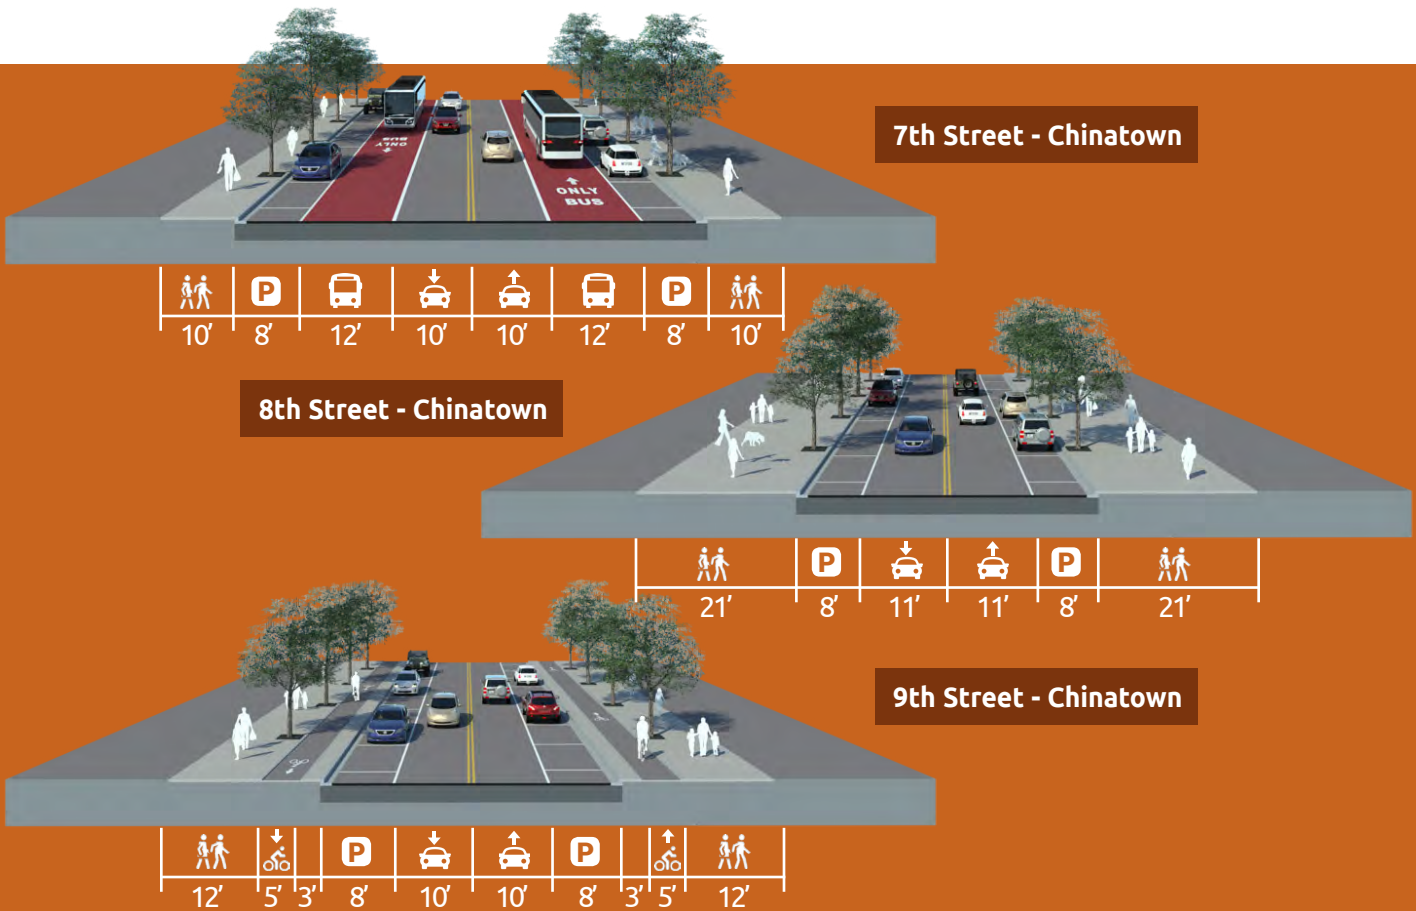 7th Street - Chinatown
BUS
ONLY
ONLY
BUS
P P
10’ 8’ 12’ 10’ 10’ 12’ 8’ 10’
8th Street - Chinatown
P P
21’ 8’ 11’ 11’ 8’ 21’
9th Street - Chinatown
P P
12’ 5’ 3’ 8’ 10’ 10’ 8’ 3’ 5’ 12’